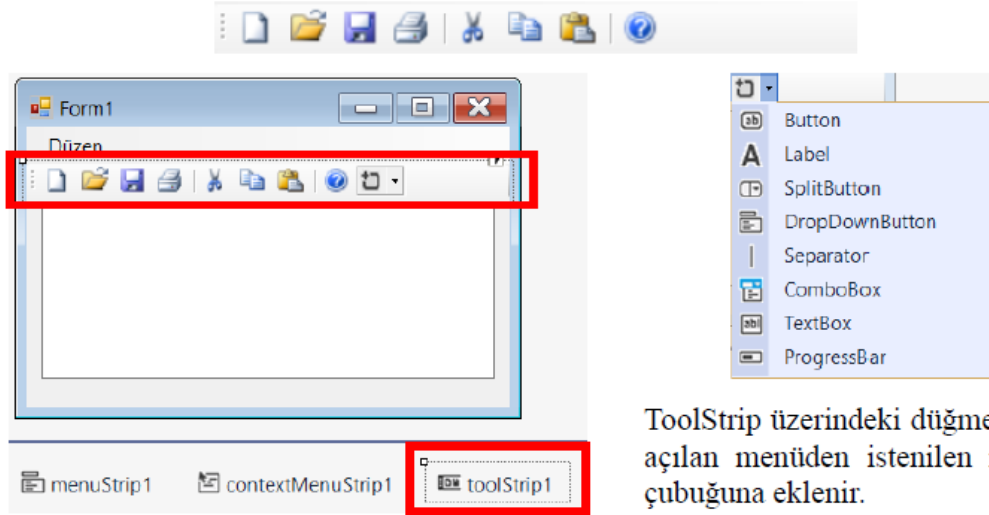 Form1
Düzen
menuStrip1
contextMenuStrip1
toolStrip1
Button
Label
SplitButton
DropDownButton
Separator
ComboBox
TextBox
ProgressBar
ToolStrip üzerindeki
açılan menüden istenilen
çubuğuna eklenir.